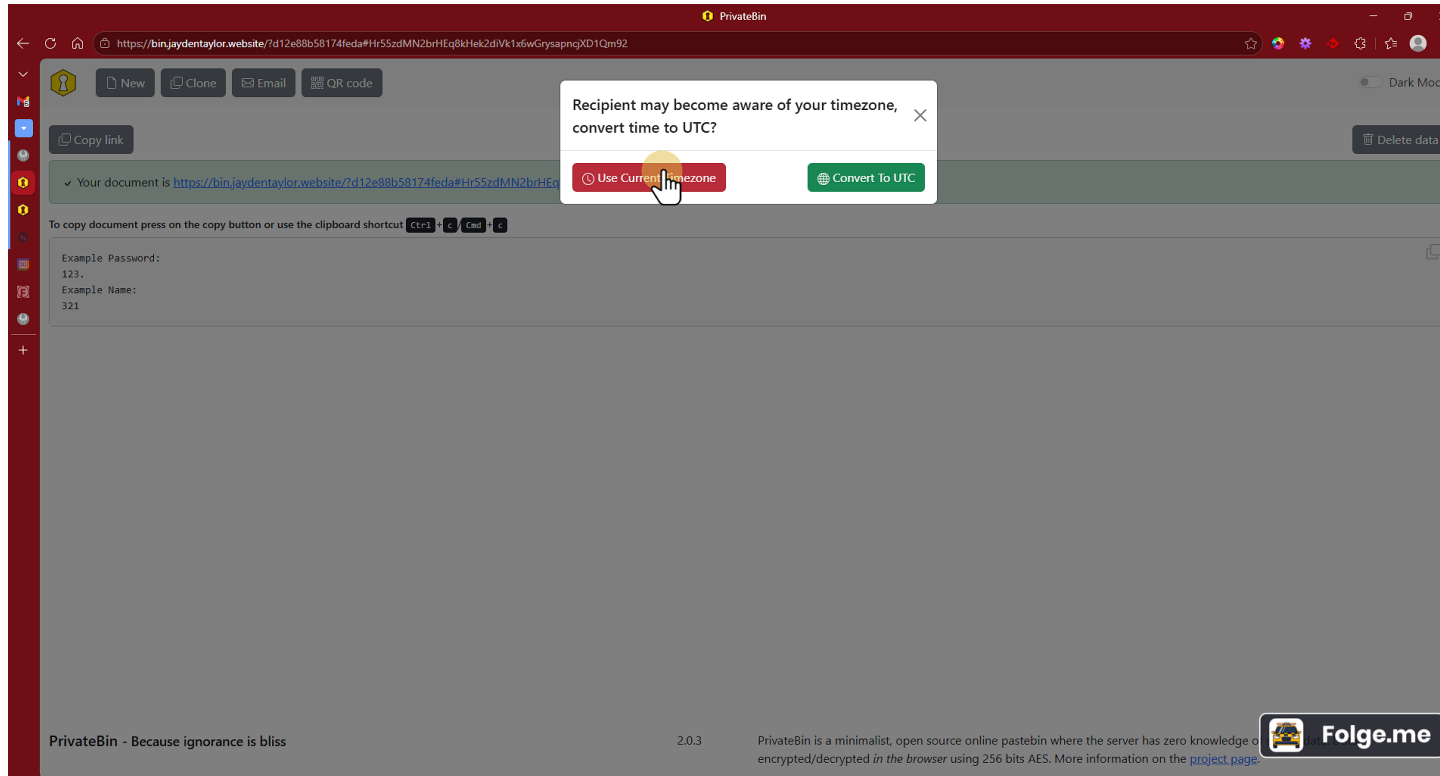 PrivateBin
https://bin.jaydentaylor.website/?d12e88b58174feda#Hr55zdMN2brHEq8kHek2diVk1x6wGrysapncjXD1Qm92
New Clone Email QR code
Dark Mod
Recipient may become aware of your timezone,
convert time to UTC?
Copy link
Delete data
Use Current Timezone
Convert To UTC
Your document is https://bin.jaydentaylor.website/?d12e88b58174feda#Hr55zdMN2brHEq
To copy document press on the copy button or use the clipboard shortcut Ctrl+c/Cmd+c
Example Password:
123.
Example Name:
321
PrivateBin - Because ignorance is bliss
2.0.3
PrivateBin is a minimalist, open source online pastebin where the server has zero knowledge
encrypted/decrypted in the browser using 256 bits AES. More information on the project page.
Folge.me